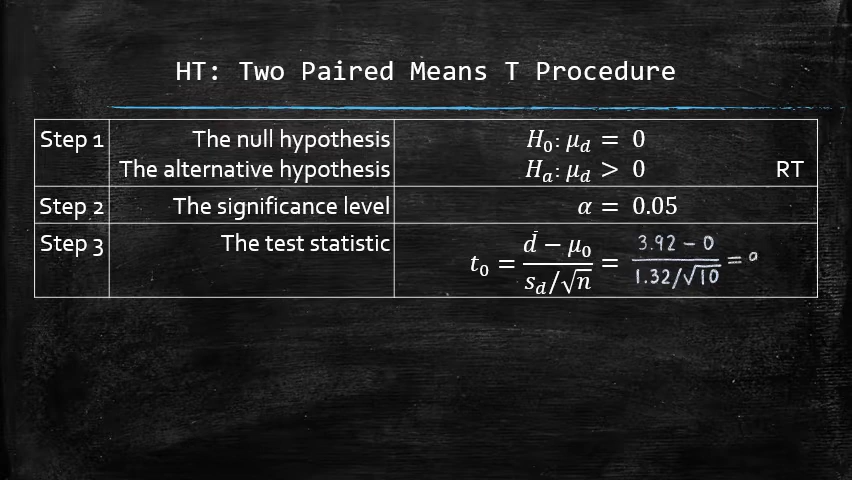 HT: Two Paired Means T Procedure
Step 1 The null hypothesis H₀: μ_d = 0
The alternative hypothesis Hₐ: μ_d > 0 RT
Step 2 The significance level α = 0.05
Step 3 The test statistic t₀ = (d̄ − μ₀)/(s_d/√n) = (3.92 − 0)/(1.32/√10) =